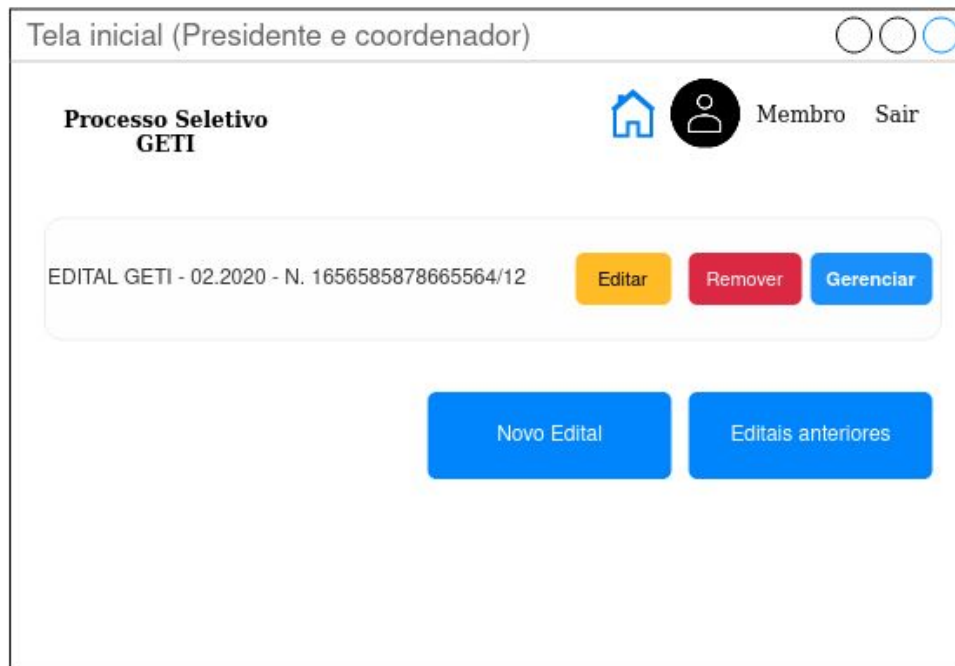 Tela inicial (Presidente e coordenador)
Processo Seletivo
GETI
Membro Sair
EDITAL GETI - 02.2020 - N. 1656585878665564/12
Editar Remover Gerenciar
Novo Edital Editais anteriores